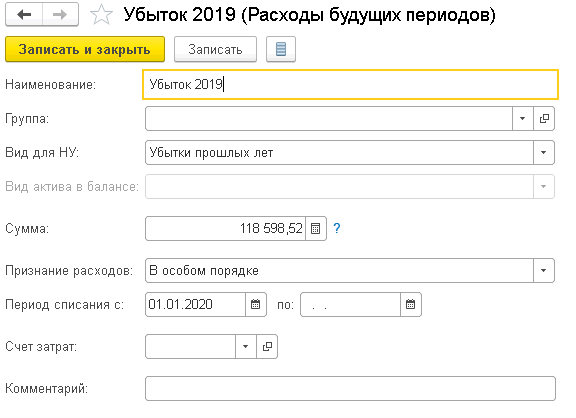 Убыток 2019 (Расходы будущих периодов)
Записать и закрыть Записать
Наименование: Убыток 2019
Группа:
Вид для НУ: Убытки прошлых лет
Вид актива в балансе:
Сумма: 118 598,52 ?
Признание расходов: В особом порядке
Период списания с: 01.01.2020 по: . .
Счет затрат:
Комментарий: